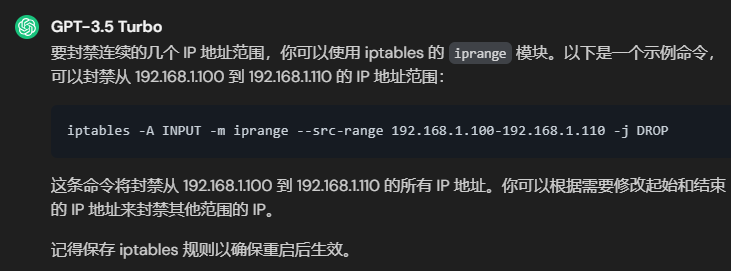 GPT-3.5 Turbo
要封禁连续的几个 IP 地址范围，你可以使用 iptables 的 iprange 模块。以下是一个示例命令，
可以封禁从 192.168.1.100 到 192.168.1.110 的 IP 地址范围：
iptables -A INPUT -m iprange --src-range 192.168.1.100-192.168.1.110 -j DROP
这条命令将封禁从 192.168.1.100 到 192.168.1.110 的所有 IP 地址。你可以根据需要修改起始和结束
的 IP 地址来封禁其他范围的 IP。
记得保存 iptables 规则以确保重启后生效。